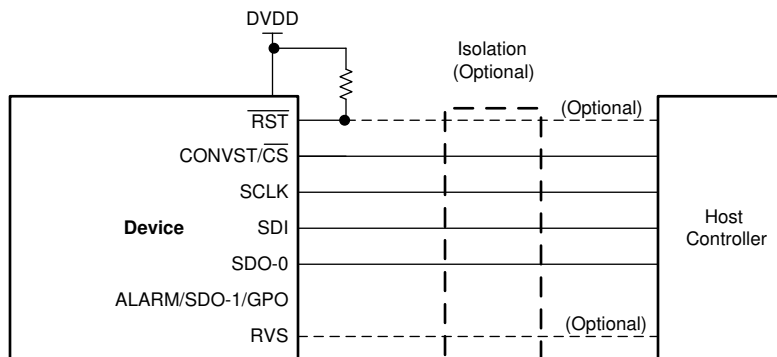 DVDD
Isolation
(Optional)
RST
(Optional)
CONVST/CS
SCLK
Device
SDI
Host
Controller
SDO-0
ALARM/SDO-1/GPO
RVS
(Optional)